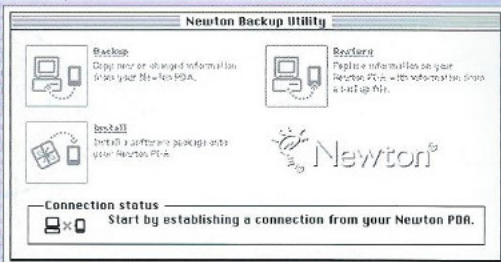 Newton Backup Utility
Backup
Copy new or changed information
from your Newton PDA.
Restore
Replace information on your
Newton PDA with information from
a backup file.
Install
Install a software package onto
your Newton PDA
Newton
Connection status
Start by establishing a connection from your Newton PDA.